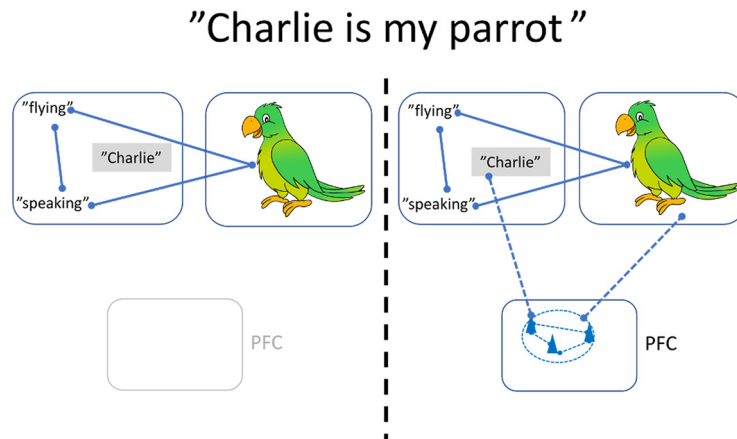 ”Charlie is my parrot”
”flying”
”Charlie”
”speaking”
PFC
”flying”
”Charlie”
”speaking”
PFC